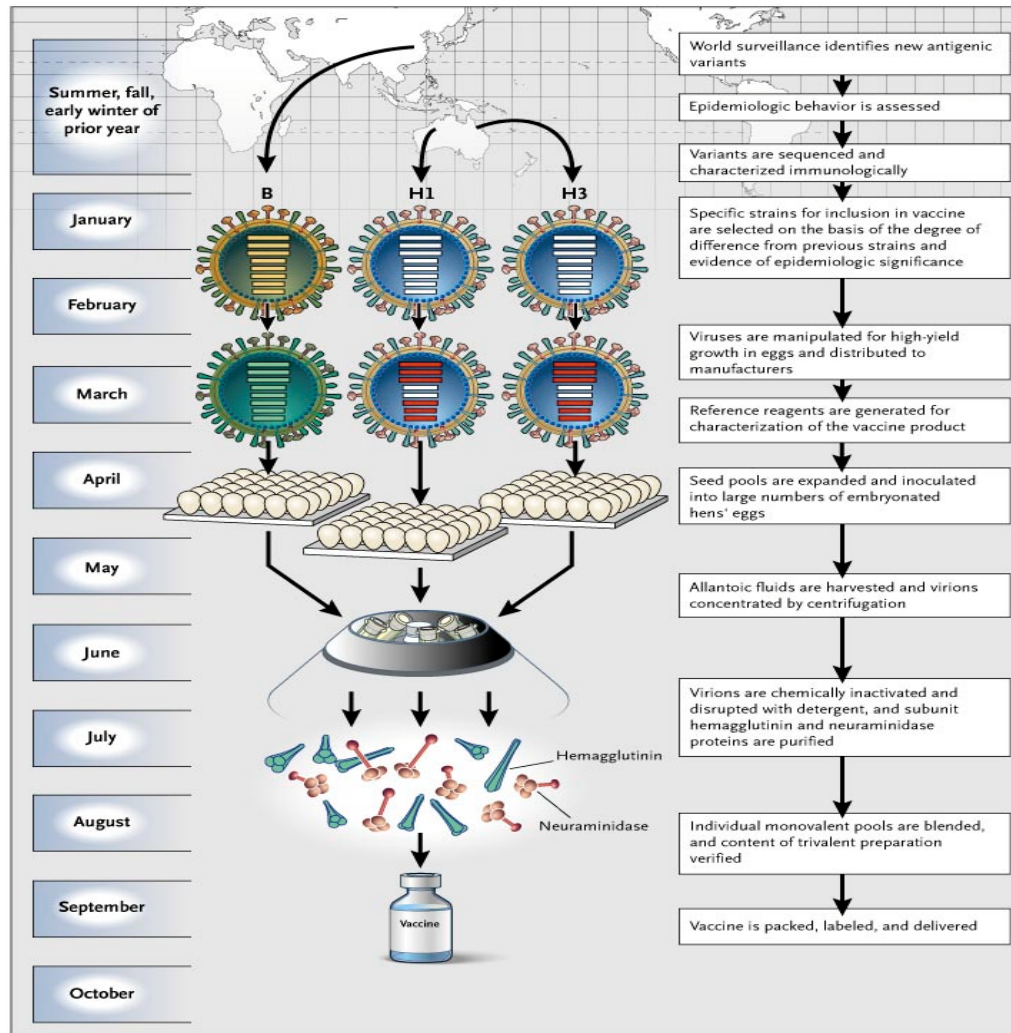 Summer, fall,
early winter of
prior year
January
February
March
April
May
June
July
August
September
October
B
H1
H3
Hemagglutinin
Neuraminidase
Vaccine
World surveillance identifies new antigenic
variants
Epidemiologic behavior is assessed
Variants are sequenced and
characterized immunologically
Specific strains for inclusion in vaccine
are selected on the basis of the degree of
difference from previous strains and
evidence of epidemiologic significance
Viruses are manipulated for high-yield
growth in eggs and distributed to
manufacturers
Reference reagents are generated for
characterization of the vaccine product
Seed pools are expanded and inoculated
into large numbers of embryonated
hens' eggs
Allantoic fluids are harvested and virions
concentrated by centrifugation
Virions are chemically inactivated and
disrupted with detergent, and subunit
hemagglutinin and neuraminidase
proteins are purified
Individual monovalent pools are blended,
and content of trivalent preparation
verified
Vaccine is packed, labeled, and delivered